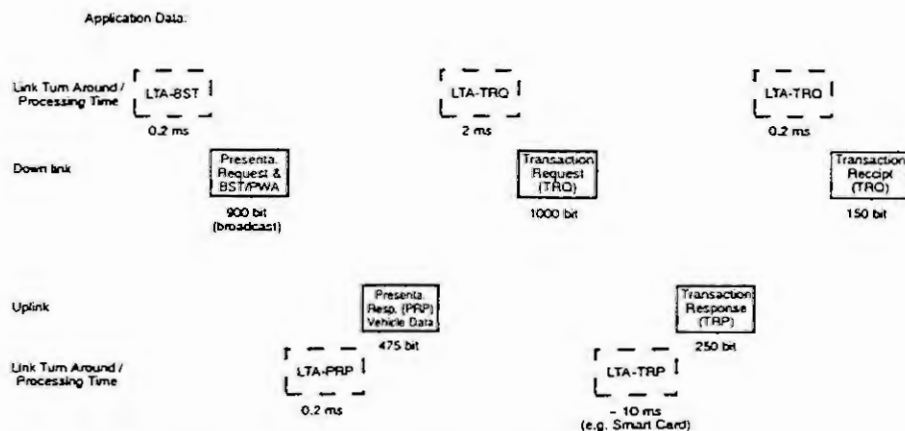 Application Data:
Link Turn Around /
Processing Time
LTA-BST
LTA-TRQ
LTA-TRQ
0.2 ms
2 ms
0.2 ms
Down link
Presenta.
Request &
BST/PWA
Transaction
Request
(TRQ)
Transaction
Receipt
(TRQ)
900 bit
(broadcast)
1000 bit
150 bit
Uplink
Presenta.
Resp. (PRP)
Vehicle Data
Transaction
Response
(TRP)
475 bit
250 bit
Link Turn Around /
Processing Time
LTA-PRP
LTA-TRP
0.2 ms
~ 10 ms
(e.g. Smart Card)